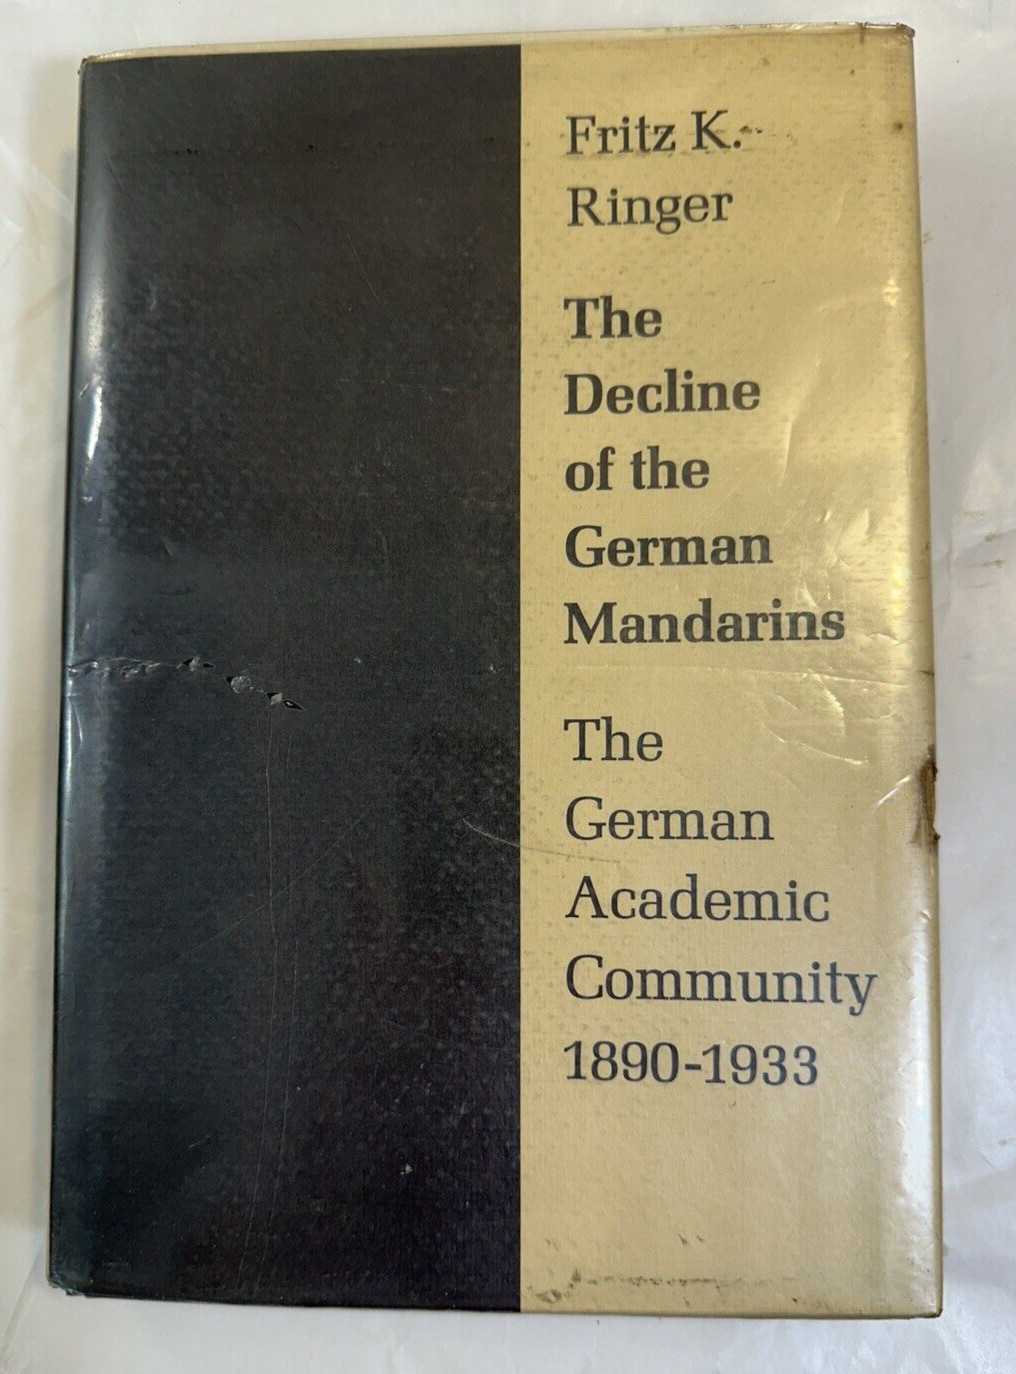 Fritz K.
Ringer
The
Decline
of the
German
Mandarins
The
German
Academic
Community
1890-1933